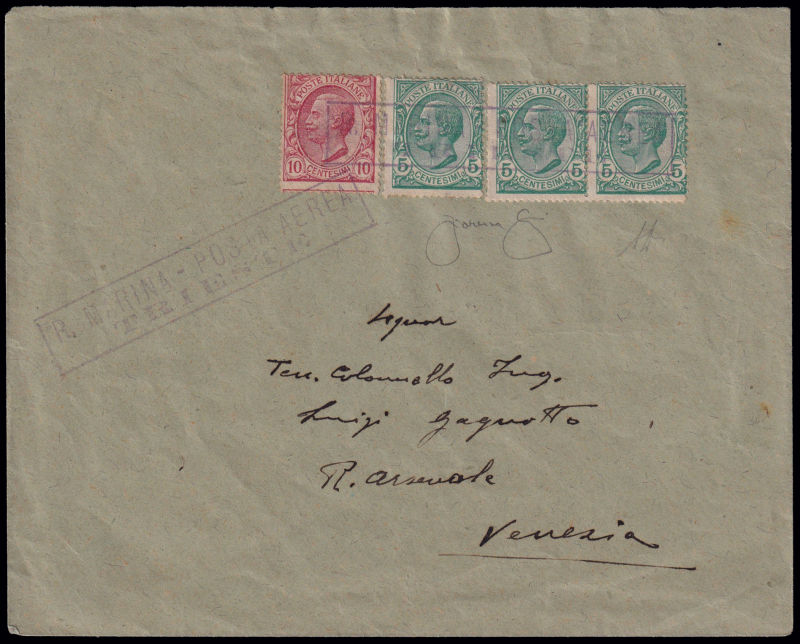 POSTE ITALIANE
10 CENTESIMI 10
POSTE ITALIANE
5 CENTESIMI 5
POSTE ITALIANE
5 CENTESIMI 5
POSTE ITALIANE
5 CENTESIMI 5
R. MARINA - POSTA AEREA
TRIESTE
Signor
Ten. Colonnello Ing.
Luigi Gagnotto
R. Arsenale
Venezia